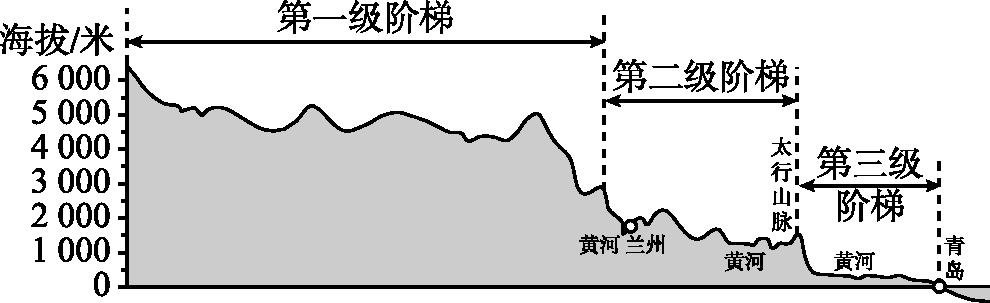 第一级阶梯
海拔/米
第二级阶梯
6 000
5 000
4 000
3 000
2 000
1 000
0
太行山脉
第三级
阶梯
黄河 兰州
黄河
黄河
青岛